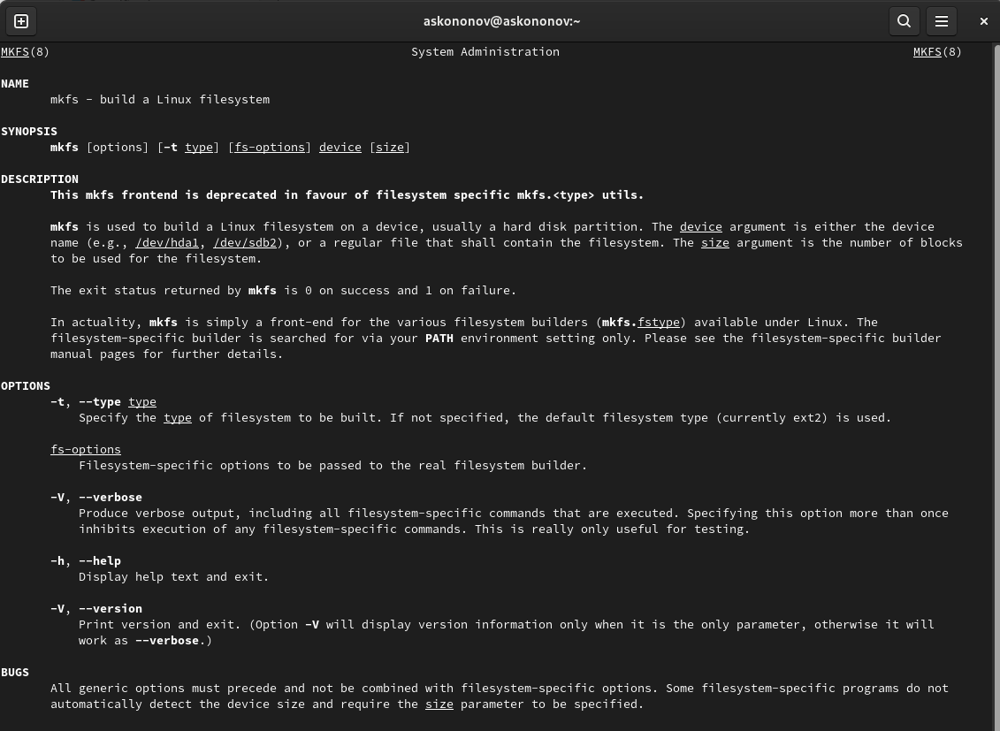 askononov@askononov:~
MKFS(8) System Administration MKFS(8)
NAME
mkfs - build a Linux filesystem
SYNOPSIS
mkfs [options] [-t type] [fs-options] device [size]
DESCRIPTION
This mkfs frontend is deprecated in favour of filesystem specific mkfs.<type> utils.
mkfs is used to build a Linux filesystem on a device, usually a hard disk partition. The device argument is either the device
name (e.g., /dev/hda1, /dev/sdb2), or a regular file that shall contain the filesystem. The size argument is the number of blocks
to be used for the filesystem.
The exit status returned by mkfs is 0 on success and 1 on failure.
In actuality, mkfs is simply a front-end for the various filesystem builders (mkfs.fstype) available under Linux. The
filesystem-specific builder is searched for via your PATH environment setting only. Please see the filesystem-specific builder
manual pages for further details.
OPTIONS
-t, --type type
Specify the type of filesystem to be built. If not specified, the default filesystem type (currently ext2) is used.
fs-options
Filesystem-specific options to be passed to the real filesystem builder.
-V, --verbose
Produce verbose output, including all filesystem-specific commands that are executed. Specifying this option more than once
inhibits execution of any filesystem-specific commands. This is really only useful for testing.
-h, --help
Display help text and exit.
-V, --version
Print version and exit. (Option -V will display version information only when it is the only parameter, otherwise it will
work as --verbose.)
BUGS
All generic options must precede and not be combined with filesystem-specific options. Some filesystem-specific programs do not
automatically detect the device size and require the size parameter to be specified.